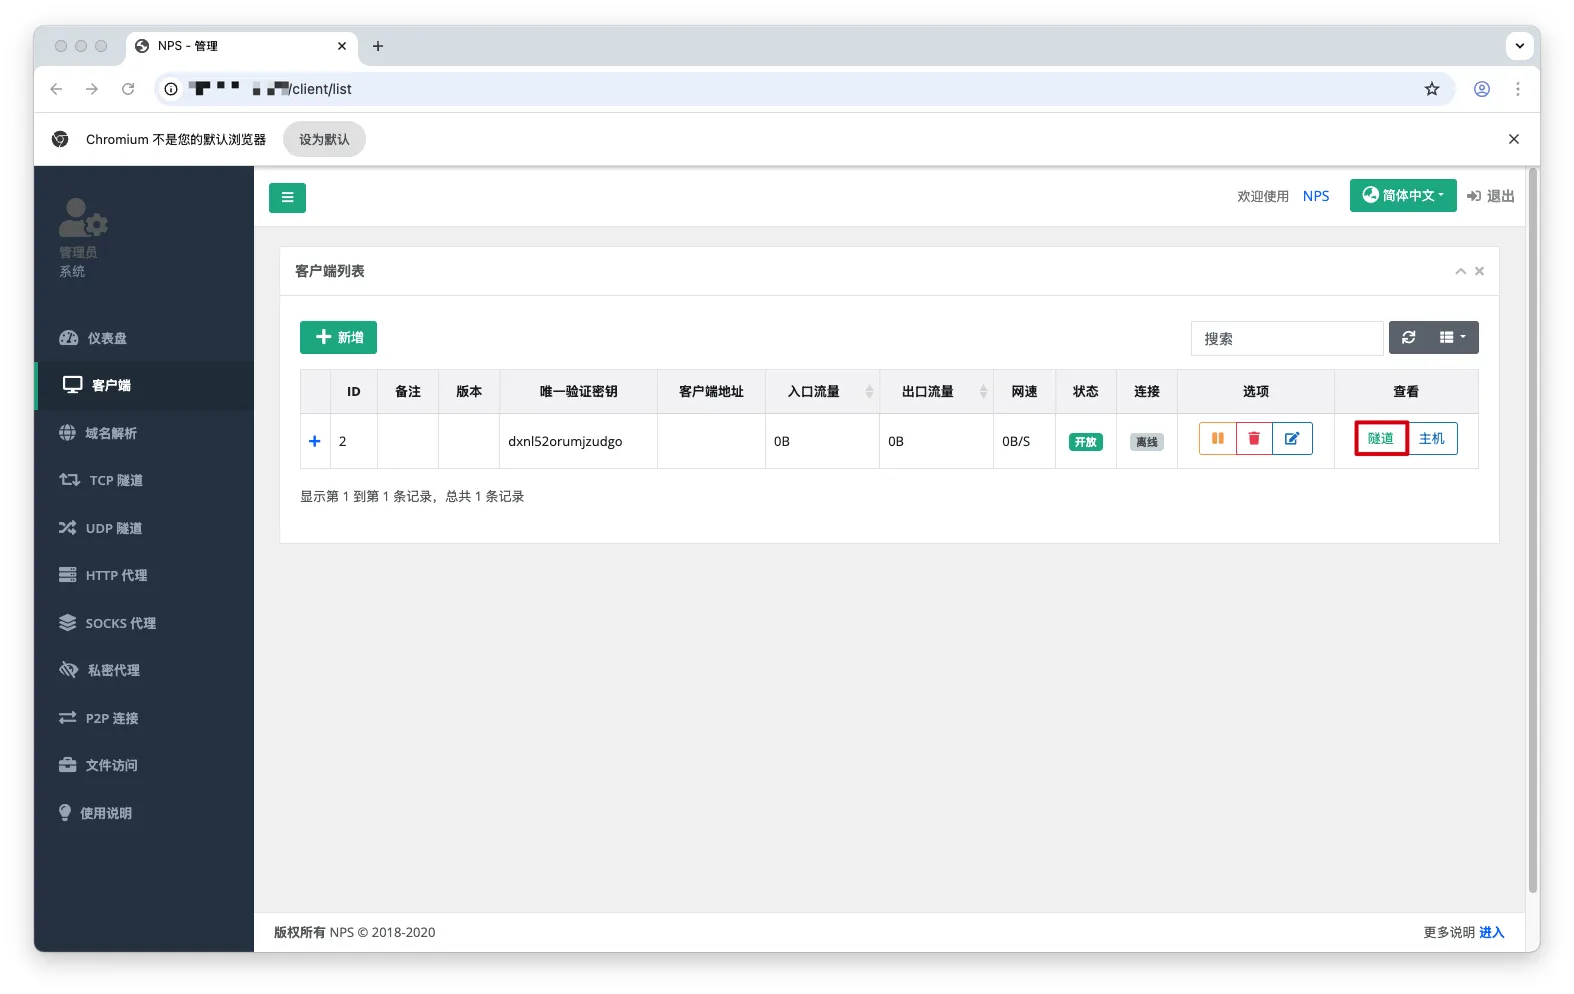 NPS - 管理
/client/list
Chromium 不是您的默认浏览器 设为默认
管理员
系统
仪表盘
客户端
域名解析
TCP 隧道
UDP 隧道
HTTP 代理
SOCKS 代理
私密代理
P2P 连接
文件访问
使用说明
欢迎使用 NPS 简体中文 退出
客户端列表
新增 搜索
ID 备注 版本 唯一验证密钥 客户端地址 入口流量 出口流量 网速 状态 连接 选项 查看
2 dxnl52orumjzudgo 0B 0B 0B/S 开放 离线 隧道 主机
显示第 1 到第 1 条记录，总共 1 条记录
版权所有 NPS © 2018-2020 更多说明 进入